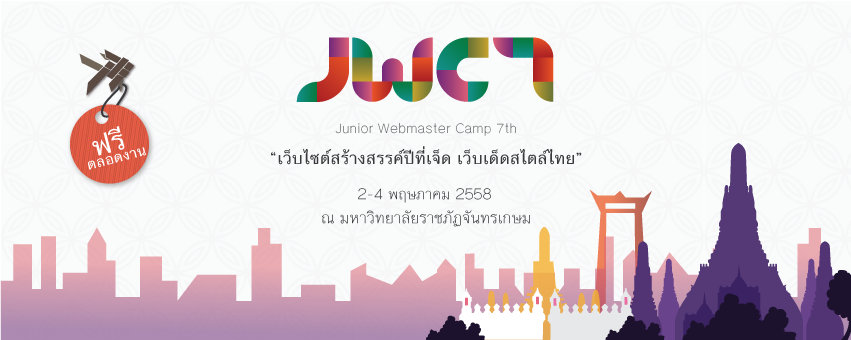 JWC7
ฟรี
ตลอดงาน
Junior Webmaster Camp 7th
“เว็บไซต์สร้างสรรค์ปีที่เจ็ด เว็บเด็ดสไตล์ไทย”
2-4 พฤษภาคม 2558
ณ มหาวิทยาลัยราชภัฏจันทรเกษม